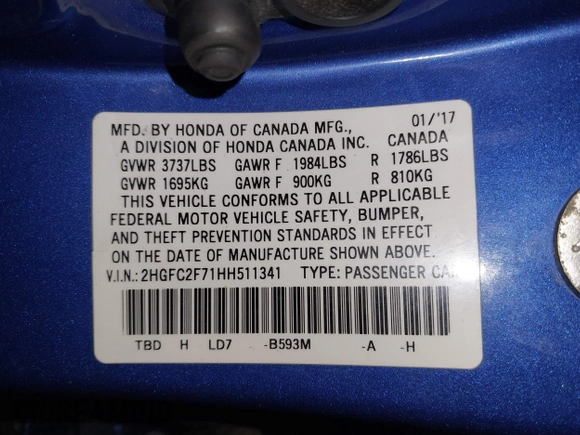 MFD. BY HONDA OF CANADA MFG., 01/'17
A DIVISION OF HONDA CANADA INC. CANADA
GVWR 3737LBS GAWR F 1984LBS R 1786LBS
GVWR 1695KG GAWR F 900KG R 810KG
THIS VEHICLE CONFORMS TO ALL APPLICABLE
FEDERAL MOTOR VEHICLE SAFETY, BUMPER,
AND THEFT PREVENTION STANDARDS IN EFFECT
ON THE DATE OF MANUFACTURE SHOWN ABOVE.
V.I.N.: 2HGFC2F71HH511341 TYPE: PASSENGER
TBD H LD7 -B593M -A -H